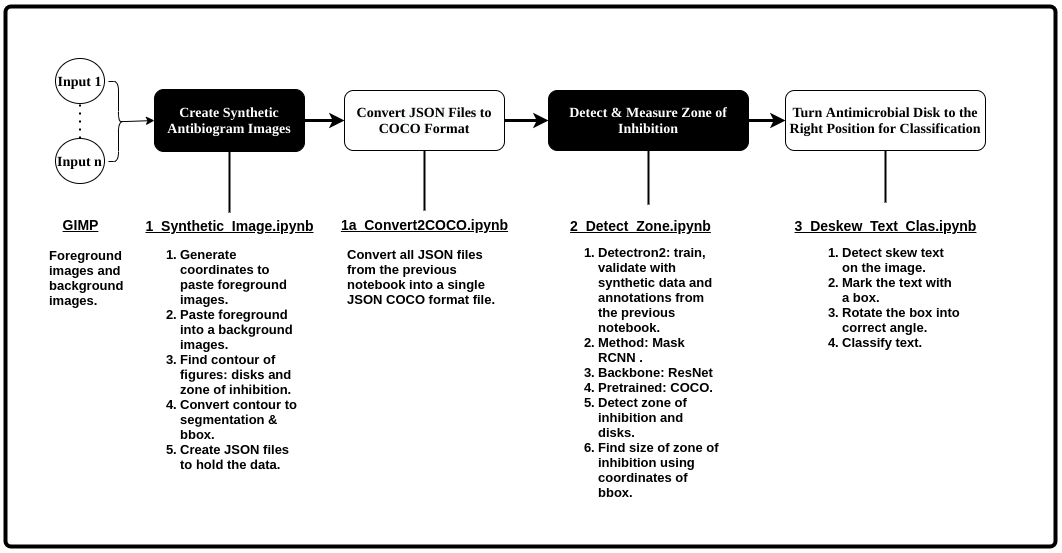 Input 1
Input n
Create Synthetic
Antibiogram Images
Convert JSON Files to
COCO Format
Detect & Measure Zone of
Inhibition
Turn Antimicrobial Disk to the
Right Position for Classification
GIMP
Foreground
images and
background
images.
1_Synthetic_Image.ipynb
1. Generate
coordinates to
paste foreground
images.
2. Paste foreground
into a background
images.
3. Find contour of
figures: disks and
zone of inhibition.
4. Convert contour to
segmentation &
bbox.
5. Create JSON files
to hold the data.
1a_Convert2COCO.ipynb
Convert all JSON files
from the previous
notebook into a single
JSON COCO format file.
2_Detect_Zone.ipynb
1. Detectron2: train,
validate with
synthetic data and
annotations from
the previous
notebook.
2. Method: Mask
RCNN .
3. Backbone: ResNet
4. Pretrained: COCO.
5. Detect zone of
inhibition and
disks.
6. Find size of zone of
inhibition using
coordinates of
bbox.
3_Deskew_Text_Clas.ipynb
1. Detect skew text
on the image.
2. Mark the text with
a box.
3. Rotate the box into
correct angle.
4. Classify text.